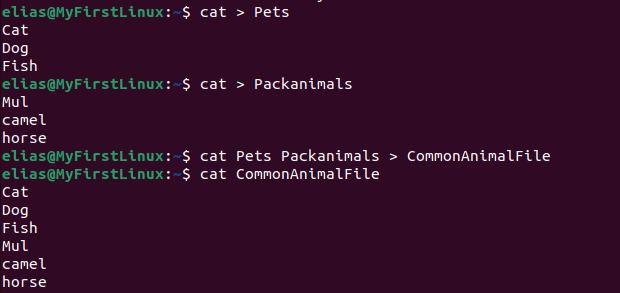 elias@MyFirstLinux:~$ cat > Pets
Cat
Dog
Fish
elias@MyFirstLinux:~$ cat > Packanimals
Mul
camel
horse
elias@MyFirstLinux:~$ cat Pets Packanimals > CommonAnimalFile
elias@MyFirstLinux:~$ cat CommonAnimalFile
Cat
Dog
Fish
Mul
camel
horse